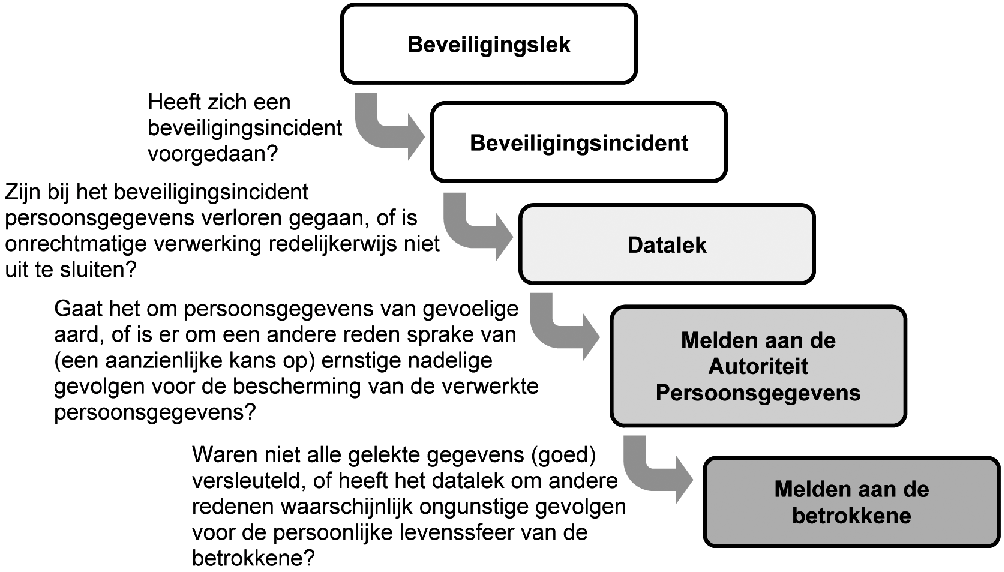 Beveiligingslek
Heeft zich een
beveiligingsincident
voorgedaan?
Beveiligingsincident
Zijn bij het beveiligingsincident
persoonsgegevens verloren gegaan, of is
onrechtmatige verwerking redelijkerwijs niet
uit te sluiten?
Datalek
Gaat het om persoonsgegevens van gevoelige
aard, of is er om een andere reden sprake van
(een aanzienlijke kans op) ernstige nadelige
gevolgen voor de bescherming van de verwerkte
persoonsgegevens?
Melden aan de
Autoriteit
Persoonsgegevens
Waren niet alle gelekte gegevens (goed)
versleuteld, of heeft het datalek om andere
redenen waarschijnlijk ongunstige gevolgen
voor de persoonlijke levenssfeer van de
betrokkene?
Melden aan de
betrokkene